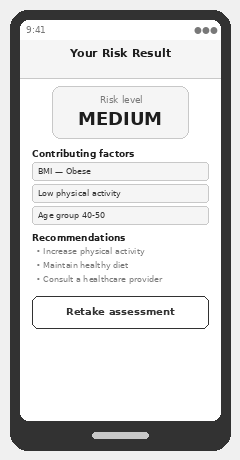 9:41
Your Risk Result
Risk level
MEDIUM
Contributing factors
BMI — Obese
Low physical activity
Age group 40-50
Recommendations
• Increase physical activity
• Maintain healthy diet
• Consult a healthcare provider
Retake assessment